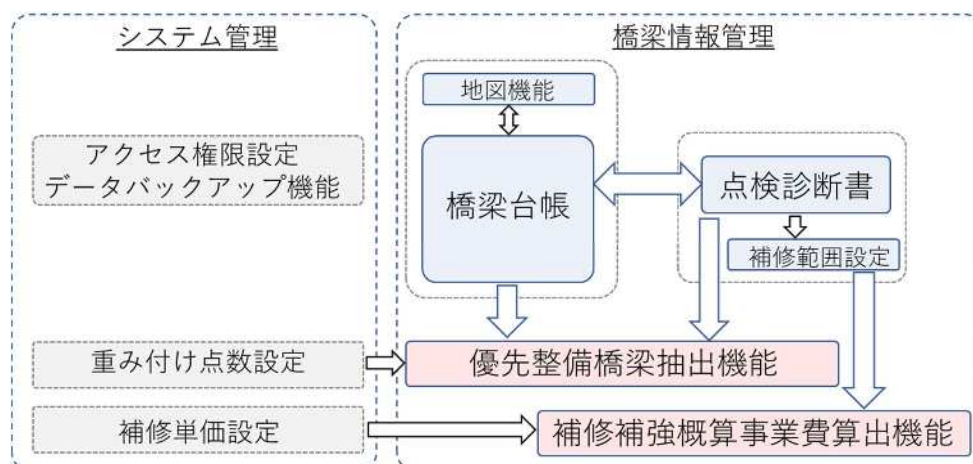 システム管理
アクセス権限設定
データバックアップ機能
重み付け点数設定
補修単価設定
橋梁情報管理
地図機能
橋梁台帳
点検診断書
補修範囲設定
優先整備橋梁抽出機能
補修補強概算事業費算出機能